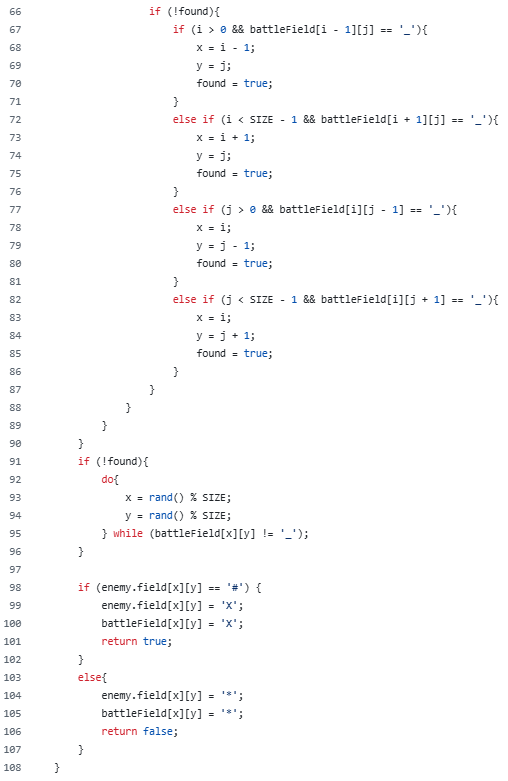 66                     if (!found){
67                         if (i > 0 && battleField[i - 1][j] == '_'){
68                             x = i - 1;
69                             y = j;
70                             found = true;
71                         }
72                         else if (i < SIZE - 1 && battleField[i + 1][j] == '_'){
73                             x = i + 1;
74                             y = j;
75                             found = true;
76                         }
77                         else if (j > 0 && battleField[i][j - 1] == '_'){
78                             x = i;
79                             y = j - 1;
80                             found = true;
81                         }
82                         else if (j < SIZE - 1 && battleField[i][j + 1] == '_'){
83                             x = i;
84                             y = j + 1;
85                             found = true;
86                         }
87                     }
88                 }
89             }
90         }
91         if (!found){
92             do{
93                 x = rand() % SIZE;
94                 y = rand() % SIZE;
95             } while (battleField[x][y] != '_');
96         }
97
98         if (enemy.field[x][y] == '#') {
99             enemy.field[x][y] = 'X';
100             battleField[x][y] = 'X';
101             return true;
102         }
103         else{
104             enemy.field[x][y] = '*';
105             battleField[x][y] = '*';
106             return false;
107         }
108     }